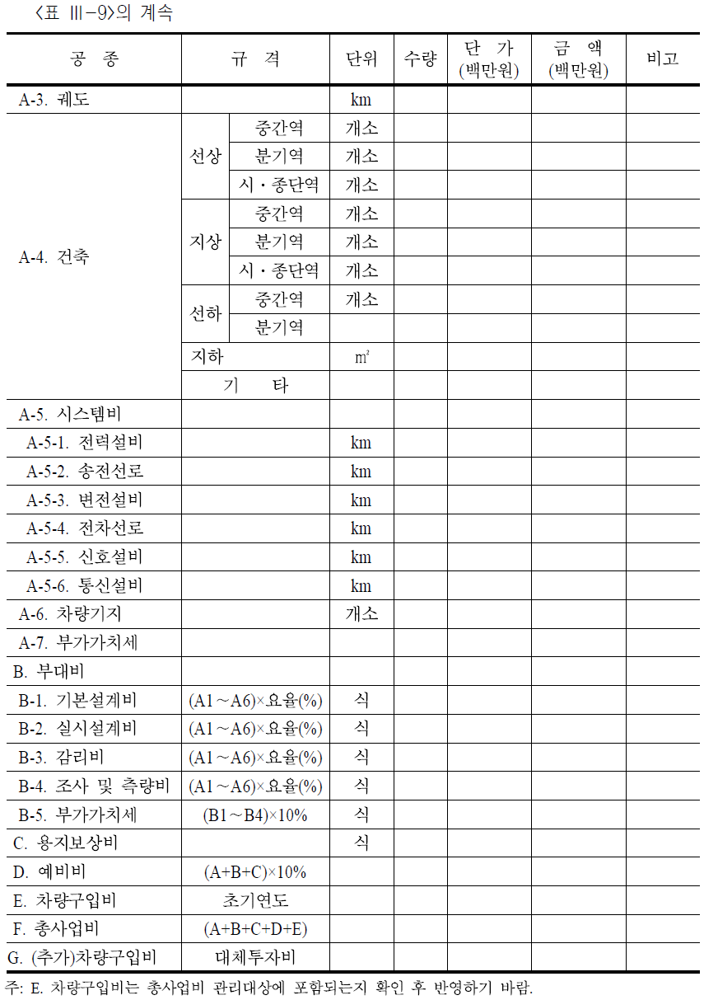 <표 Ⅲ-9>의 계속
공 종 규 격 단위 수량 단 가 (백만원) 금 액 (백만원) 비고
A-3. 궤도 km
A-4. 건축 선상 중간역 개소
분기역 개소
시·종단역 개소
지상 중간역 개소
분기역 개소
시·종단역 개소
선하 중간역 개소
분기역
지하 ㎡
기 타
A-5. 시스템비
A-5-1. 전력설비 km
A-5-2. 송전선로 km
A-5-3. 변전설비 km
A-5-4. 전차선로 km
A-5-5. 신호설비 km
A-5-6. 통신설비 km
A-6. 차량기지 개소
A-7. 부가가치세
B. 부대비
B-1. 기본설계비 (A1∼A6)×요율(%) 식
B-2. 실시설계비 (A1∼A6)×요율(%) 식
B-3. 감리비 (A1∼A6)×요율(%) 식
B-4. 조사 및 측량비 (A1∼A6)×요율(%) 식
B-5. 부가가치세 (B1∼B4)×10% 식
C. 용지보상비 식
D. 예비비 (A+B+C)×10%
E. 차량구입비 초기연도
F. 총사업비 (A+B+C+D+E)
G. (추가)차량구입비 대체투자비
주: E. 차량구입비는 총사업비 관리대상에 포함되는지 확인 후 반영하기 바람.